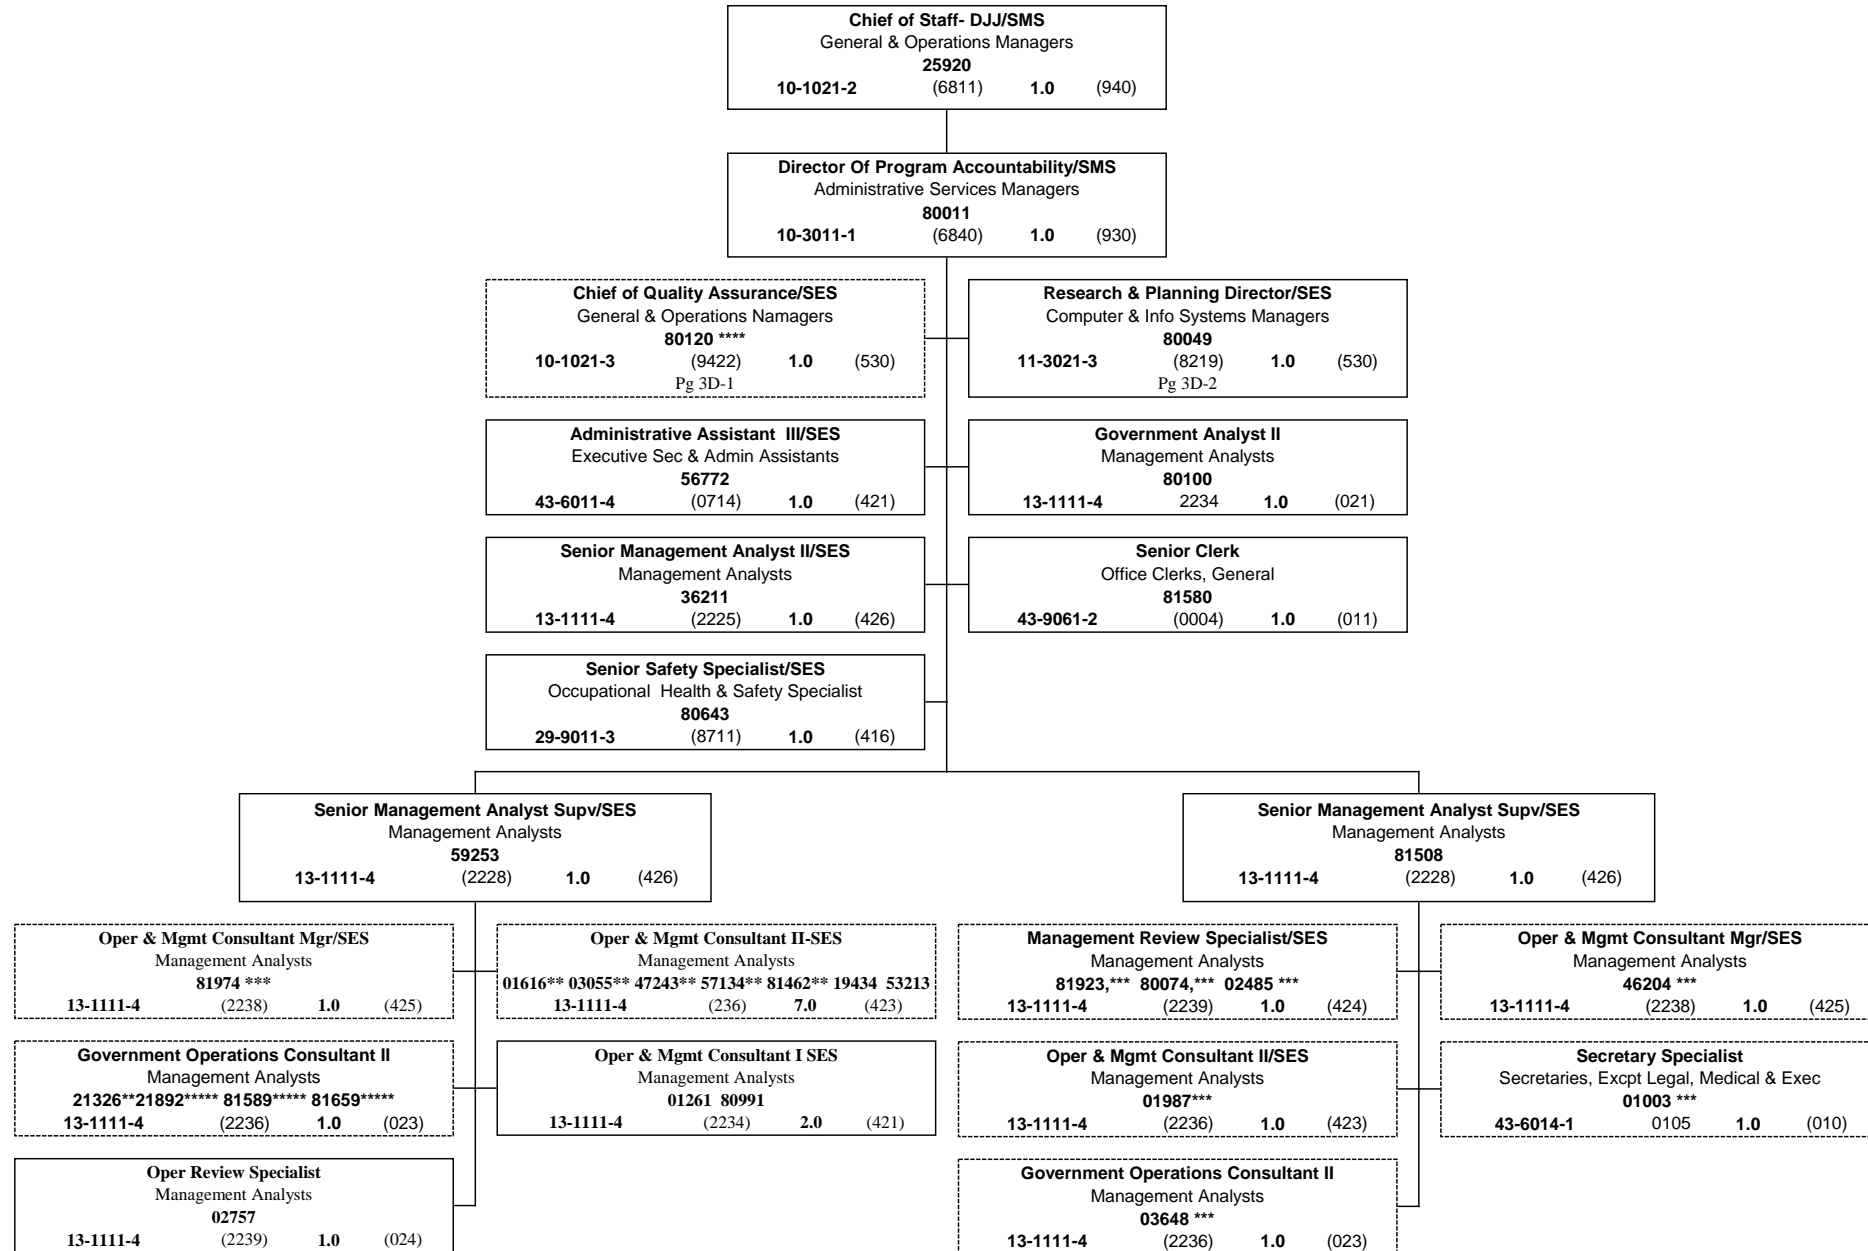 Chief of Staff- DJJ/SMS
General & Operations Managers
25920
10-1021-2 (6811) 1.0 (940)
Director Of Program Accountability/SMS
Administrative Services Managers
80011
10-3011-1 (6840) 1.0 (930)
Chief of Quality Assurance/SES
General & Operations Namagers
80120 ****
10-1021-3 (9422) 1.0 (530)
Pg 3D-1
Research & Planning Director/SES
Computer & Info Systems Managers
80049
11-3021-3 (8219) 1.0 (530)
Pg 3D-2
Administrative Assistant III/SES
Executive Sec & Admin Assistants
56772
43-6011-4 (0714) 1.0 (421)
Government Analyst II
Management Analysts
80100
13-1111-4 2234 1.0 (021)
Senior Management Analyst II/SES
Management Analysts
36211
13-1111-4 (2225) 1.0 (426)
Senior Clerk
Office Clerks, General
81580
43-9061-2 (0004) 1.0 (011)
Senior Safety Specialist/SES
Occupational Health & Safety Specialist
80643
29-9011-3 (8711) 1.0 (416)
Senior Management Analyst Supv/SES
Management Analysts
59253
13-1111-4 (2228) 1.0 (426)
Senior Management Analyst Supv/SES
Management Analysts
81508
13-1111-4 (2228) 1.0 (426)
Oper & Mgmt Consultant Mgr/SES
Management Analysts
81974 ***
13-1111-4 (2238) 1.0 (425)
Oper & Mgmt Consultant II-SES
Management Analysts
01616** 03055** 47243** 57134** 81462** 19434 53213
13-1111-4 (236) 7.0 (423)
Management Review Specialist/SES
Management Analysts
81923,*** 80074,*** 02485 ***
13-1111-4 (2239) 1.0 (424)
Oper & Mgmt Consultant Mgr/SES
Management Analysts
46204 ***
13-1111-4 (2238) 1.0 (425)
Government Operations Consultant II
Management Analysts
21326**21892***** 81589***** 81659*****
13-1111-4 (2236) 1.0 (023)
Oper & Mgmt Consultant I SES
Management Analysts
01261 80991
13-1111-4 (2234) 2.0 (421)
Oper & Mgmt Consultant II/SES
Management Analysts
01987***
13-1111-4 (2236) 1.0 (423)
Secretary Specialist
Secretaries, Excpt Legal, Medical & Exec
01003 ***
43-6014-1 0105 1.0 (010)
Oper Review Specialist
Management Analysts
02757
13-1111-4 (2239) 1.0 (024)
Government Operations Consultant II
Management Analysts
03648 ***
13-1111-4 (2236) 1.0 (023)